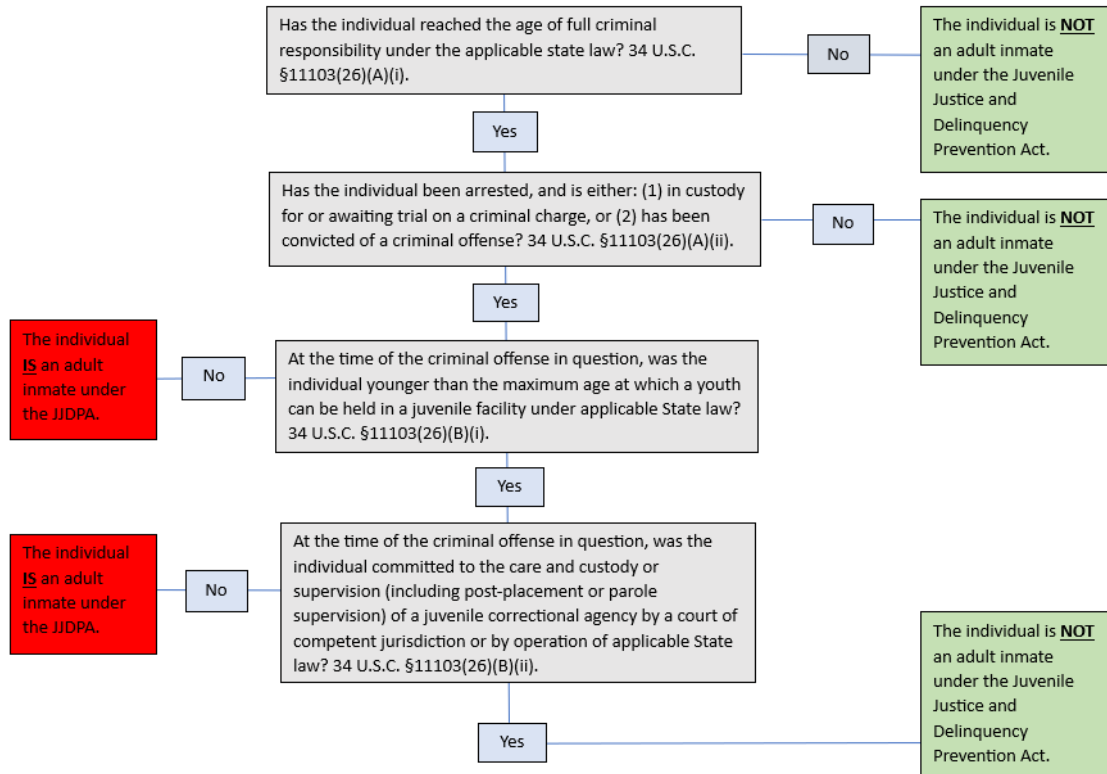 Has the individual reached the age of full criminal
responsibility under the applicable state law? 34 U.S.C.
§11103(26)(A)(i).
No
The individual is NOT
an adult inmate
under the Juvenile
Justice and
Delinquency
Prevention Act.
Yes
Has the individual been arrested, and is either: (1) in custody
for or awaiting trial on a criminal charge, or (2) has been
convicted of a criminal offense? 34 U.S.C. §11103(26)(A)(ii).
No
The individual is NOT
an adult inmate
under the Juvenile
Justice and
Delinquency
Prevention Act.
Yes
The individual
IS an adult
inmate under
the JJDPA.
No
At the time of the criminal offense in question, was the
individual younger than the maximum age at which a youth
can be held in a juvenile facility under applicable State law?
34 U.S.C. §11103(26)(B)(i).
Yes
The individual
IS an adult
inmate under
the JJDPA.
No
At the time of the criminal offense in question, was the
individual committed to the care and custody or
supervision (including post-placement or parole
supervision) of a juvenile correctional agency by a court of
competent jurisdiction or by operation of applicable State
law? 34 U.S.C. §11103(26)(B)(ii).
Yes
The individual is NOT
an adult inmate
under the Juvenile
Justice and
Delinquency
Prevention Act.